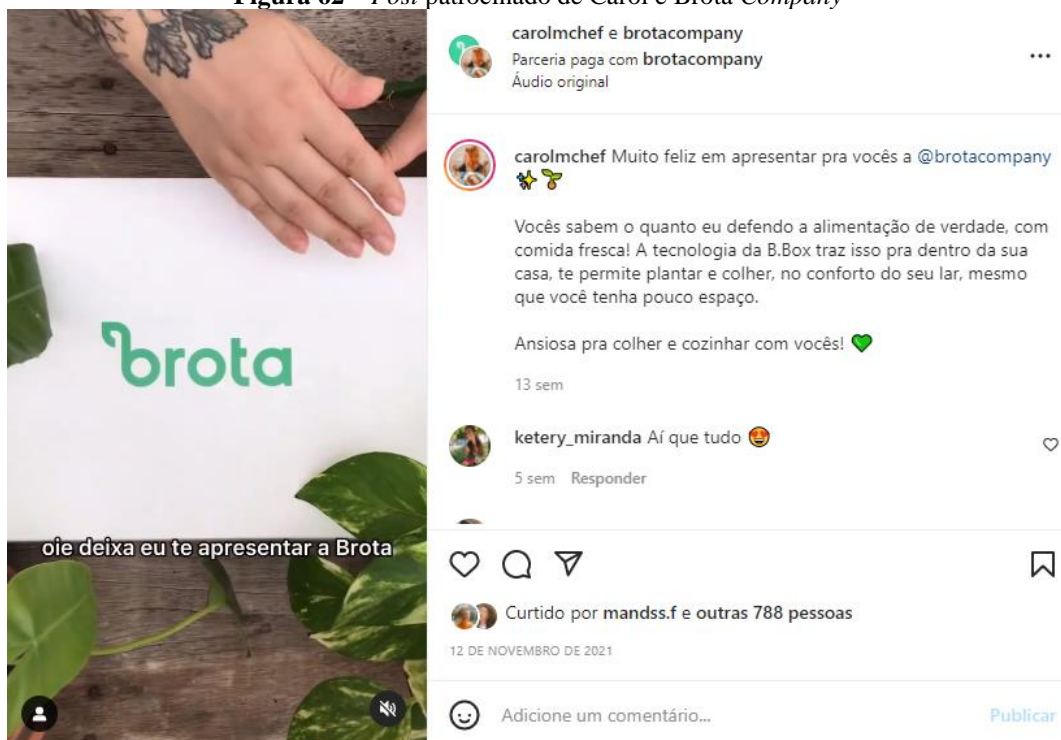 Figura 62 – Post patrocinado de Carol e Brota Company
carolmchef e brotacompany
Parceria paga com brotacompany
Áudio original
carolmchef Muito feliz em apresentar pra vocês a @brotacompany
Vocês sabem o quanto eu defendo a alimentação de verdade, com
comida fresca! A tecnologia da B.Box traz isso pra dentro da sua
casa, te permite plantar e colher, no conforto do seu lar, mesmo
que você tenha pouco espaço.
Ansiosa pra colher e cozinhar com vocês! 💚
13 sem
ketery_miranda Aí que tudo 😍
5 sem Responder
brota
oie deixa eu te apresentar a Brota
Curtido por mandss.f e outras 788 pessoas
12 DE NOVEMBRO DE 2021
Adicione um comentário...
Publicar